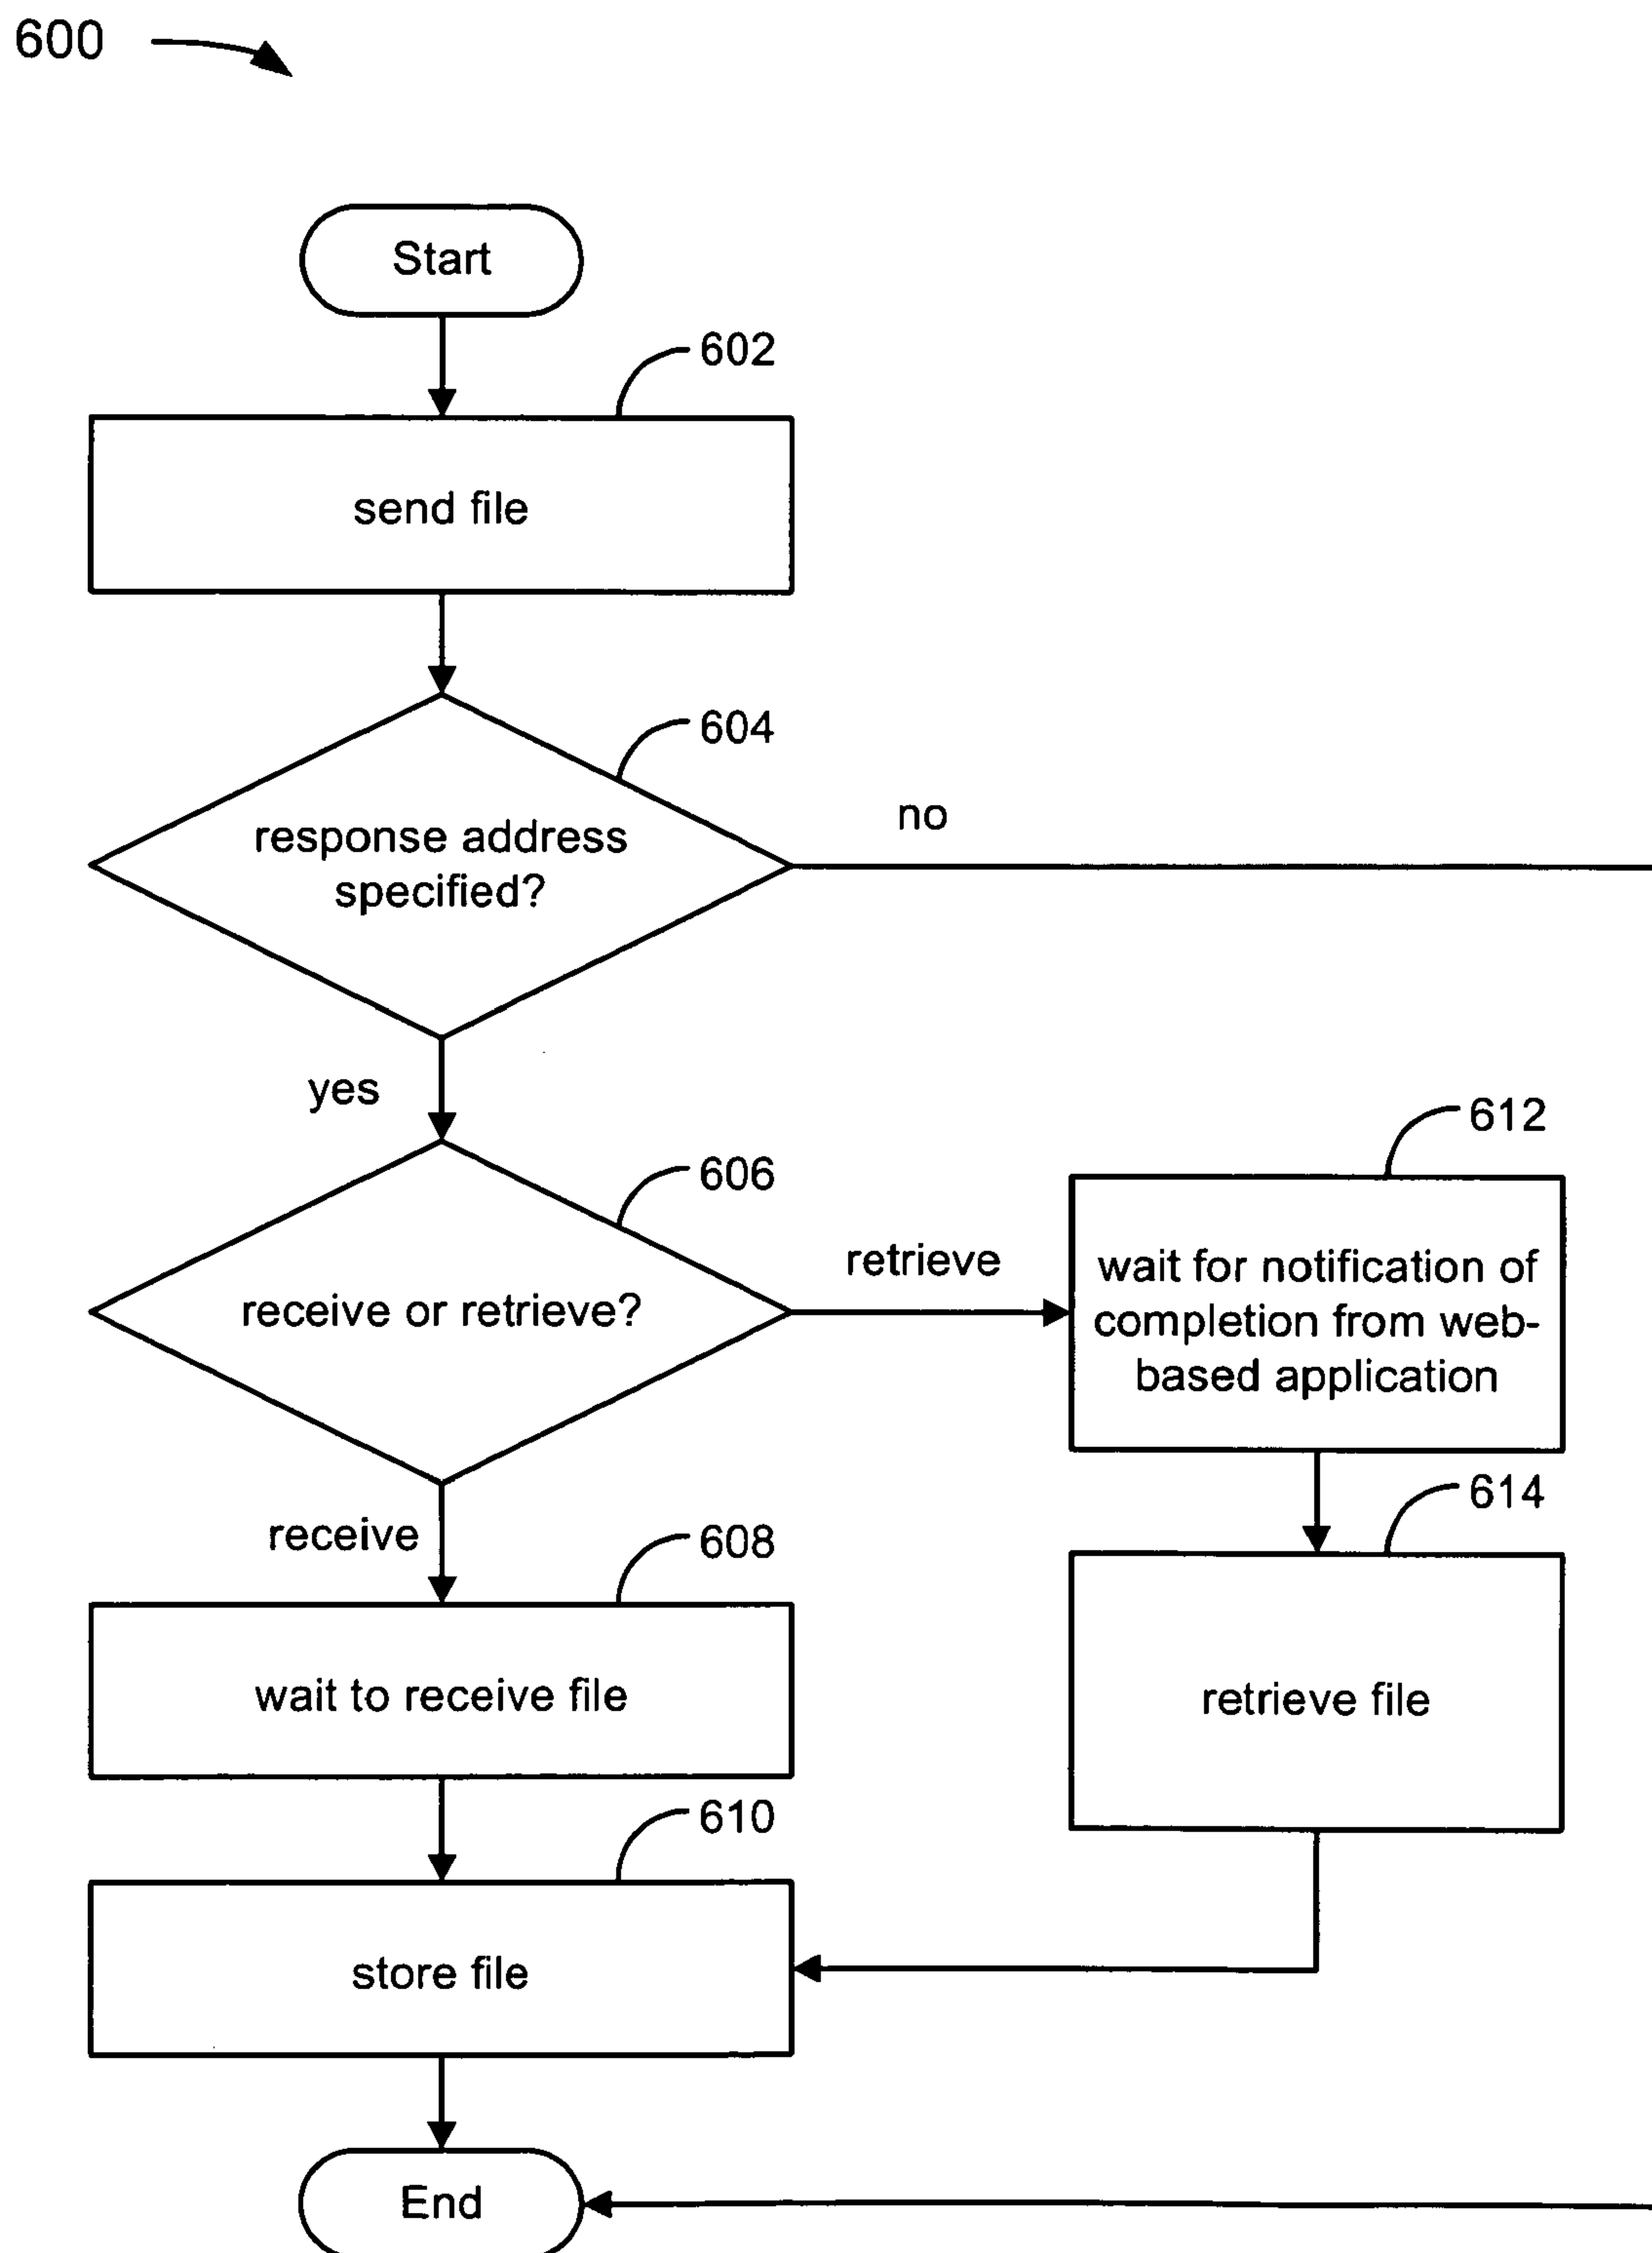 600
Start
602
send file
604
response address
specified?
no
yes
606
receive or retrieve?
retrieve
612
wait for notification of
completion from web-
based application
receive
608
wait to receive file
614
retrieve file
610
store file
End